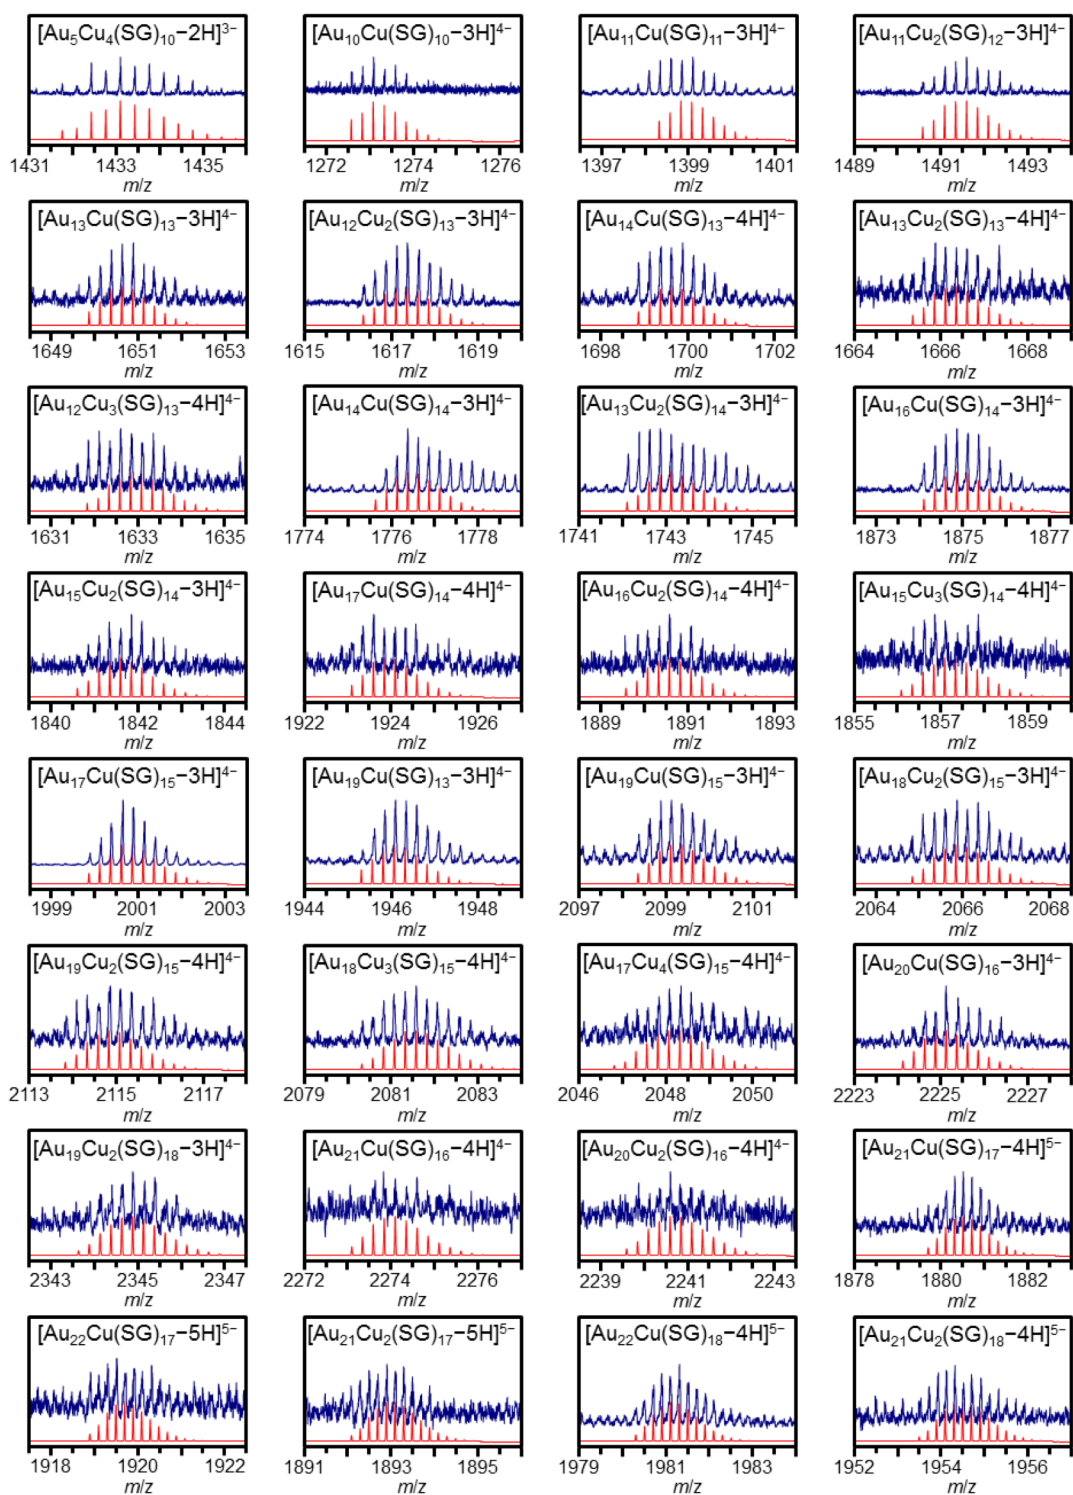 [Au₅Cu₄(SG)₁₀−2H]³⁻ [Au₁₀Cu(SG)₁₀−3H]⁴⁻ [Au₁₁Cu(SG)₁₁−3H]⁴⁻ [Au₁₁Cu₂(SG)₁₂−3H]⁴⁻
1431 1433 1435 1272 1274 1276 1397 1399 1401 1489 1491 1493
m/z m/z m/z m/z
[Au₁₃Cu(SG)₁₃−3H]⁴⁻ [Au₁₂Cu₂(SG)₁₃−3H]⁴⁻ [Au₁₄Cu(SG)₁₃−4H]⁴⁻ [Au₁₃Cu₂(SG)₁₃−4H]⁴⁻
1649 1651 1653 1615 1617 1619 1698 1700 1702 1664 1666 1668
m/z m/z m/z m/z
[Au₁₂Cu₃(SG)₁₃−4H]⁴⁻ [Au₁₄Cu(SG)₁₄−3H]⁴⁻ [Au₁₃Cu₂(SG)₁₄−3H]⁴⁻ [Au₁₆Cu(SG)₁₄−3H]⁴⁻
1631 1633 1635 1774 1776 1778 1741 1743 1745 1873 1875 1877
m/z m/z m/z m/z
[Au₁₅Cu₂(SG)₁₄−3H]⁴⁻ [Au₁₇Cu(SG)₁₄−4H]⁴⁻ [Au₁₆Cu₂(SG)₁₄−4H]⁴⁻ [Au₁₅Cu₃(SG)₁₄−4H]⁴⁻
1840 1842 1844 1922 1924 1926 1889 1891 1893 1855 1857 1859
m/z m/z m/z m/z
[Au₁₇Cu(SG)₁₅−3H]⁴⁻ [Au₁₉Cu(SG)₁₃−3H]⁴⁻ [Au₁₉Cu(SG)₁₅−3H]⁴⁻ [Au₁₈Cu₂(SG)₁₅−3H]⁴⁻
1999 2001 2003 1944 1946 1948 2097 2099 2101 2064 2066 2068
m/z m/z m/z m/z
[Au₁₉Cu₂(SG)₁₅−4H]⁴⁻ [Au₁₈Cu₃(SG)₁₅−4H]⁴⁻ [Au₁₇Cu₄(SG)₁₅−4H]⁴⁻ [Au₂₀Cu(SG)₁₆−3H]⁴⁻
2113 2115 2117 2079 2081 2083 2046 2048 2050 2223 2225 2227
m/z m/z m/z m/z
[Au₁₉Cu₂(SG)₁₈−3H]⁴⁻ [Au₂₁Cu(SG)₁₆−4H]⁴⁻ [Au₂₀Cu₂(SG)₁₆−4H]⁴⁻ [Au₂₁Cu(SG)₁₇−4H]⁵⁻
2343 2345 2347 2272 2274 2276 2239 2241 2243 1878 1880 1882
m/z m/z m/z m/z
[Au₂₂Cu(SG)₁₇−5H]⁵⁻ [Au₂₁Cu₂(SG)₁₇−5H]⁵⁻ [Au₂₂Cu(SG)₁₈−4H]⁵⁻ [Au₂₁Cu₂(SG)₁₈−4H]⁵⁻
1918 1920 1922 1891 1893 1895 1979 1981 1983 1952 1954 1956
m/z m/z m/z m/z